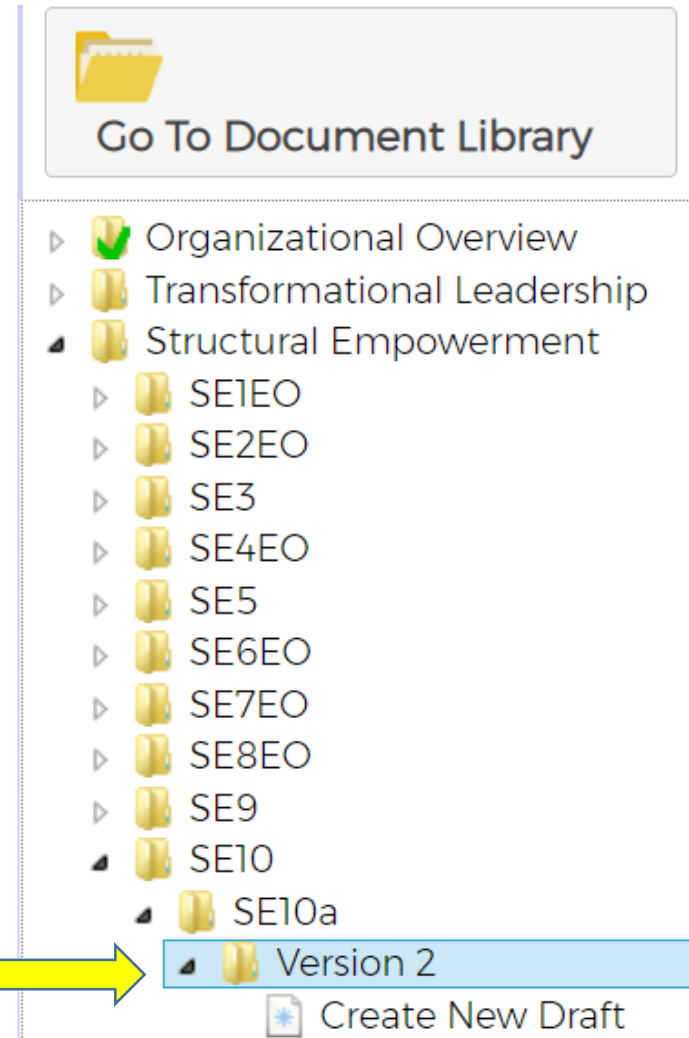 Go To Document Library
Organizational Overview
Transformational Leadership
Structural Empowerment
SE1EO
SE2EO
SE3
SE4EO
SE5
SE6EO
SE7EO
SE8EO
SE9
SE10
SE10a
Version 2
Create New Draft